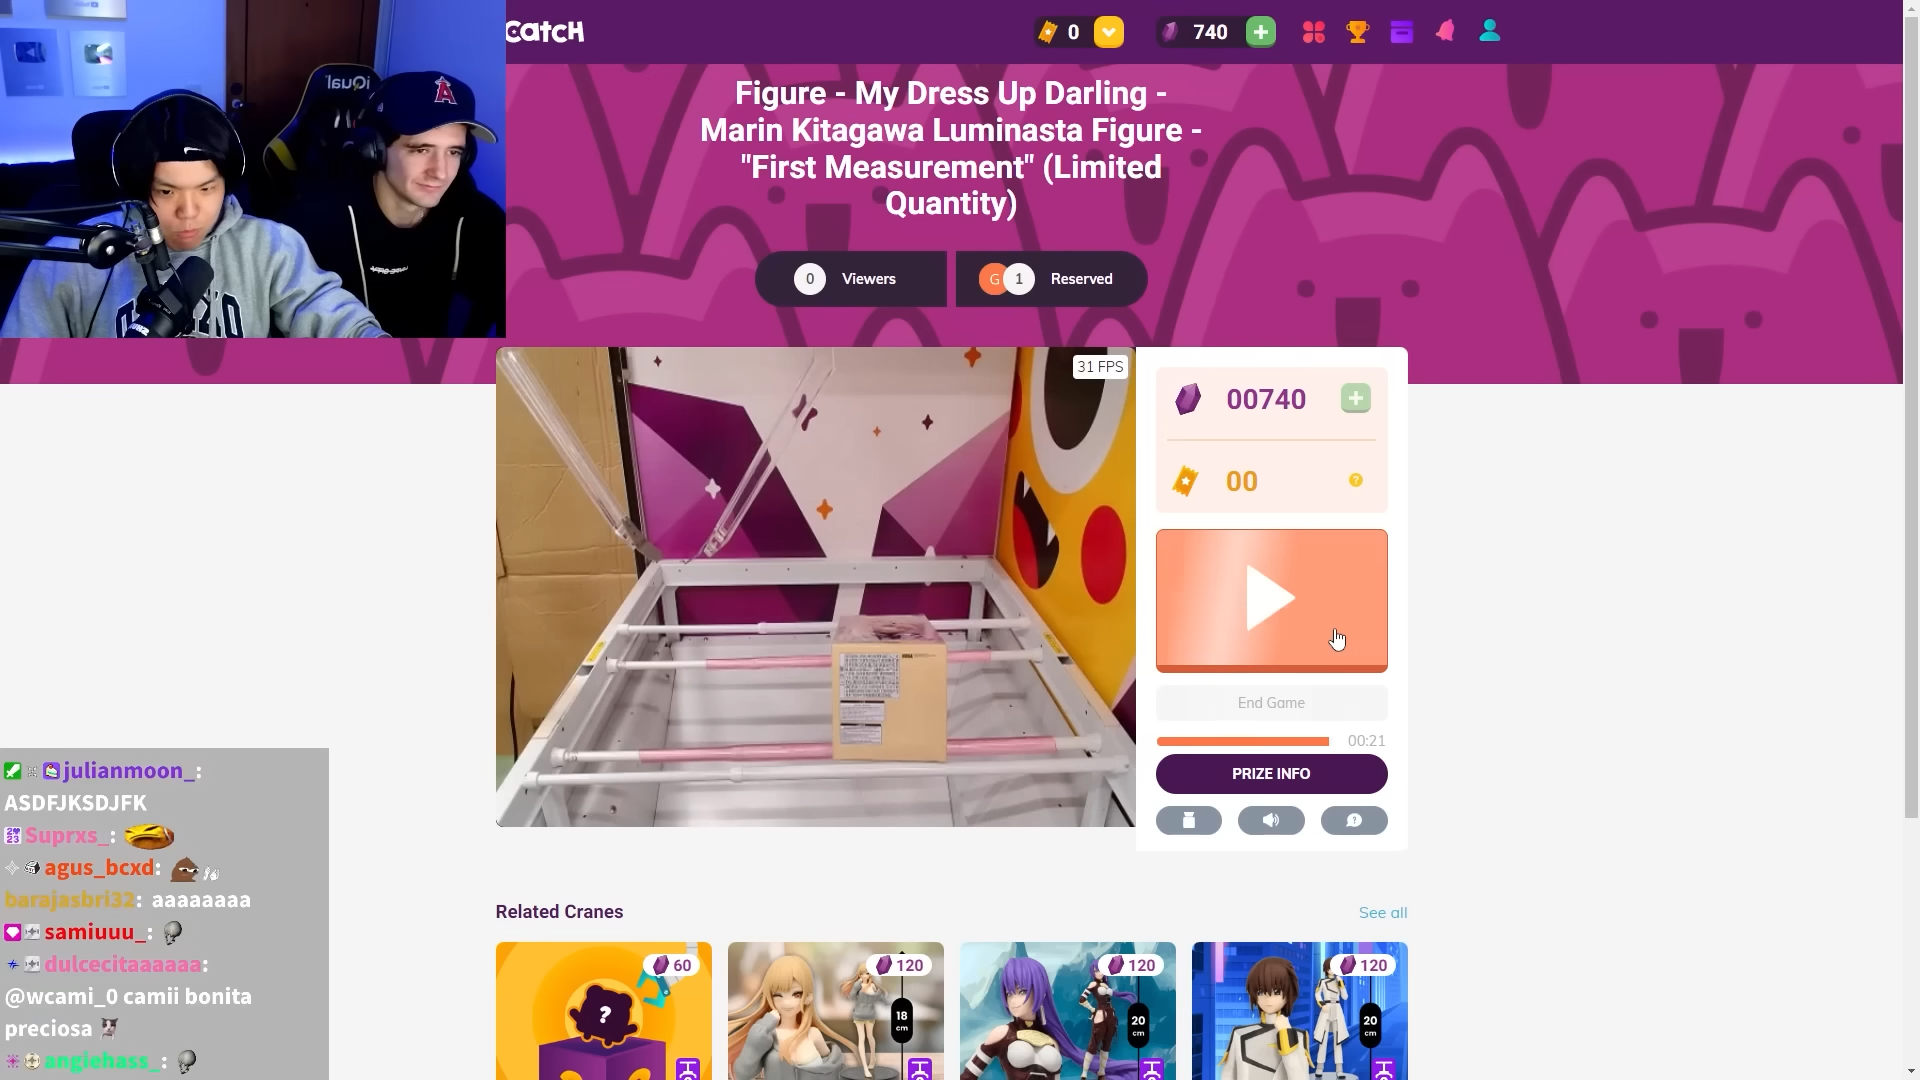 CatcH
0
740
Figure - My Dress Up Darling -
Marin Kitagawa Luminasta Figure -
"First Measurement" (Limited
Quantity)
0 Viewers
G 1 Reserved
iQual
A
31 FPS
00740
00
End Game
00:21
PRIZE INFO
julianmoon_:
ASDFJKSDJFK
Suprxs_:
agus_bcxd:
barajasbri32: aaaaaaaa
samiuuu_:
dulcecitaaaaaa:
@wcami_0 camii bonita
preciosa
angiehass_:
Related Cranes
See all
60
?
120
18
cm
120
20
cm
120
20
cm